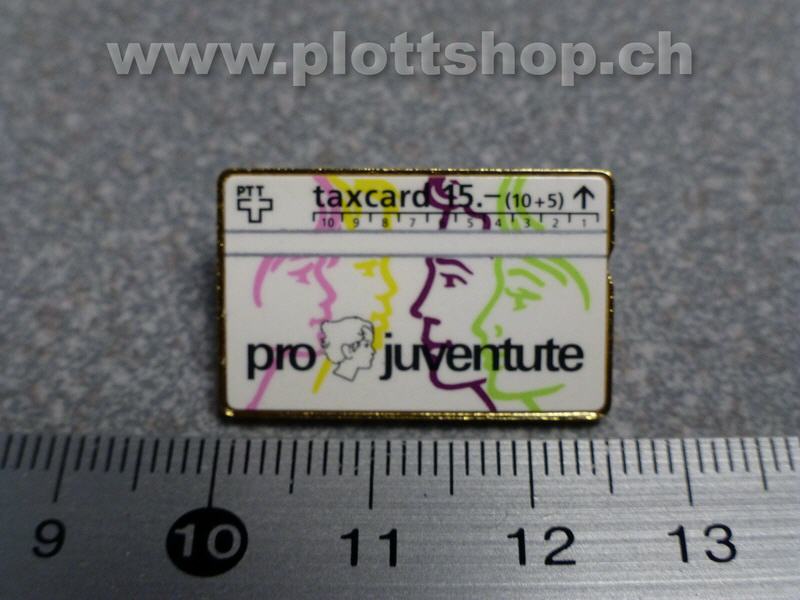 www.plottshop.ch
PTT
taxcard 15.– (10+5) ↑
10 9 8 7 6 5 4 3 2 1
pro juventute
9 10 11 12 13